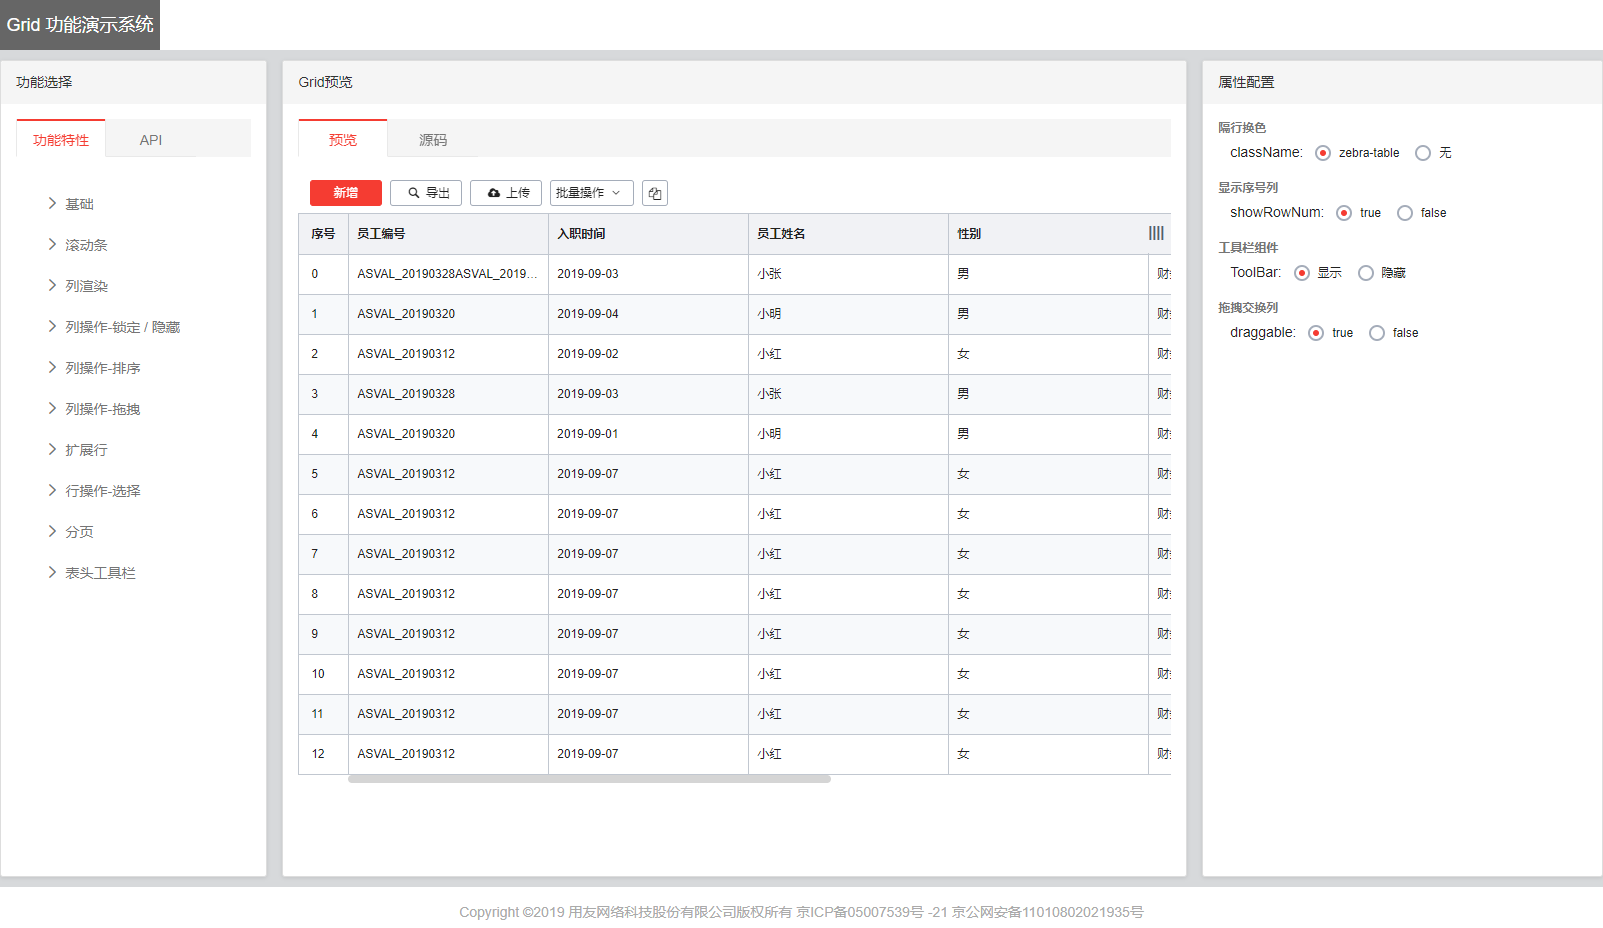 Grid 功能演示系统
功能选择
功能特性 API
基础
滚动条
列渲染
列操作-锁定 / 隐藏
列操作-排序
列操作-拖拽
扩展行
行操作-选择
分页
表头工具栏
Grid预览
预览 源码
新增 导出 上传 批量操作
序号 员工编号 入职时间 员工姓名 性别
0 ASVAL_20190328ASVAL_2019... 2019-09-03 小张 男 财
1 ASVAL_20190320 2019-09-04 小明 男 财
2 ASVAL_20190312 2019-09-02 小红 女 财
3 ASVAL_20190328 2019-09-03 小张 男 财
4 ASVAL_20190320 2019-09-01 小明 男 财
5 ASVAL_20190312 2019-09-07 小红 女 财
6 ASVAL_20190312 2019-09-07 小红 女 财
7 ASVAL_20190312 2019-09-07 小红 女 财
8 ASVAL_20190312 2019-09-07 小红 女 财
9 ASVAL_20190312 2019-09-07 小红 女 财
10 ASVAL_20190312 2019-09-07 小红 女 财
11 ASVAL_20190312 2019-09-07 小红 女 财
12 ASVAL_20190312 2019-09-07 小红 女 财
属性配置
隔行换色
className: zebra-table 无
显示序号列
showRowNum: true false
工具栏组件
ToolBar: 显示 隐藏
拖拽交换列
draggable: true false
Copyright ©2019 用友网络科技股份有限公司版权所有 京ICP备05007539号 -21 京公网安备11010802021935号